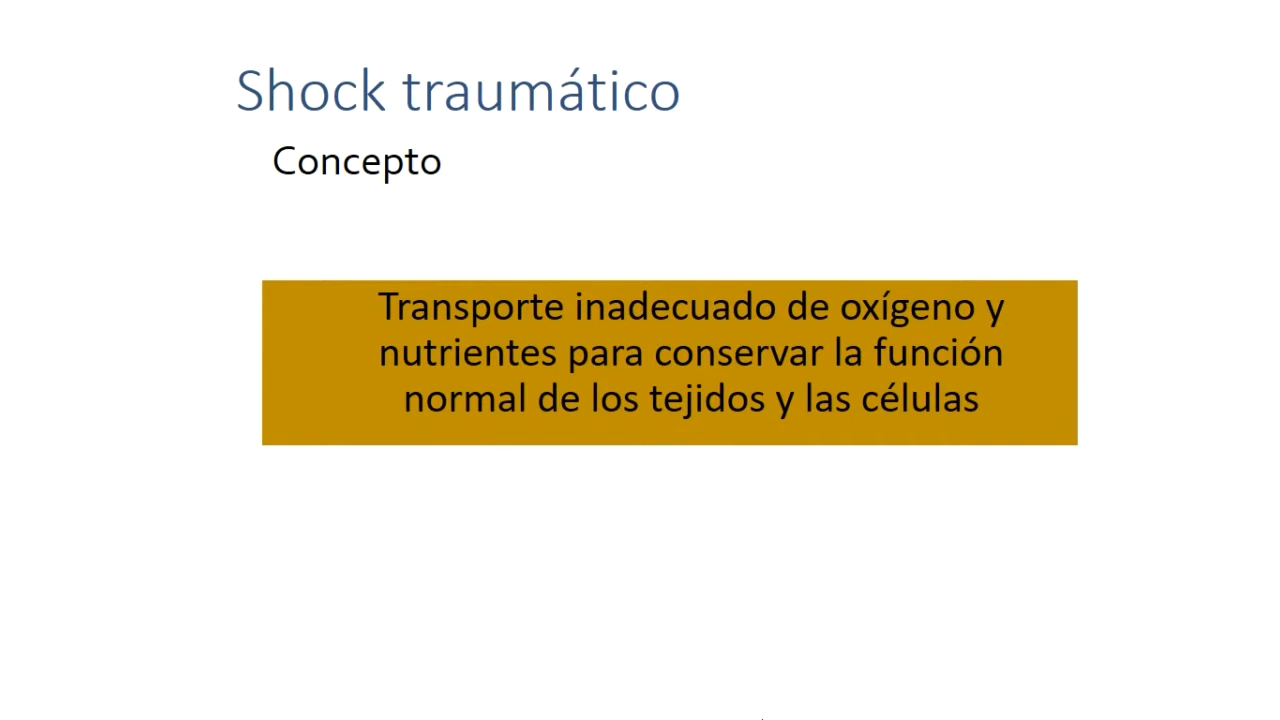 Shock traumático
Concepto
Transporte inadecuado de oxígeno y
nutrientes para conservar la función
normal de los tejidos y las células